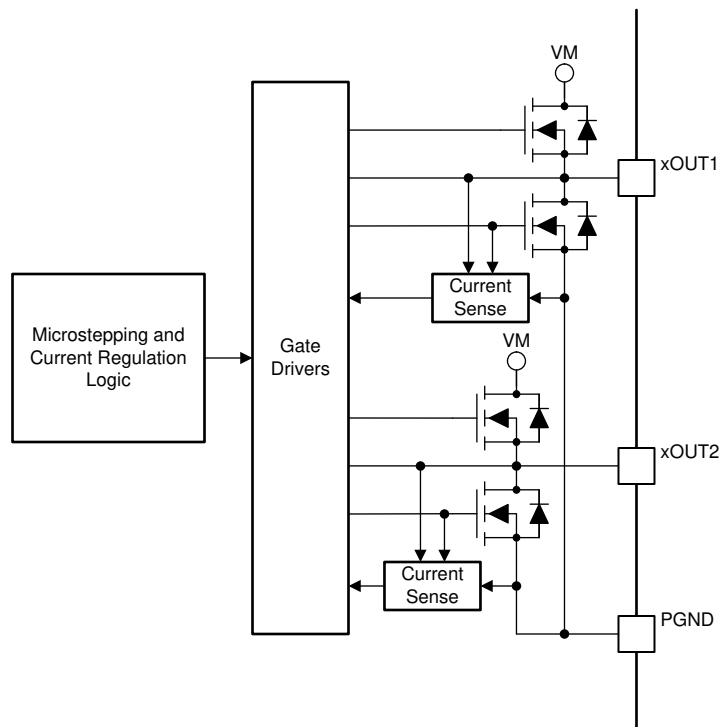 VM
xOUT1
Current
Sense
Microstepping and
Current Regulation
Logic
Gate
Drivers
VM
xOUT2
Current
Sense
PGND